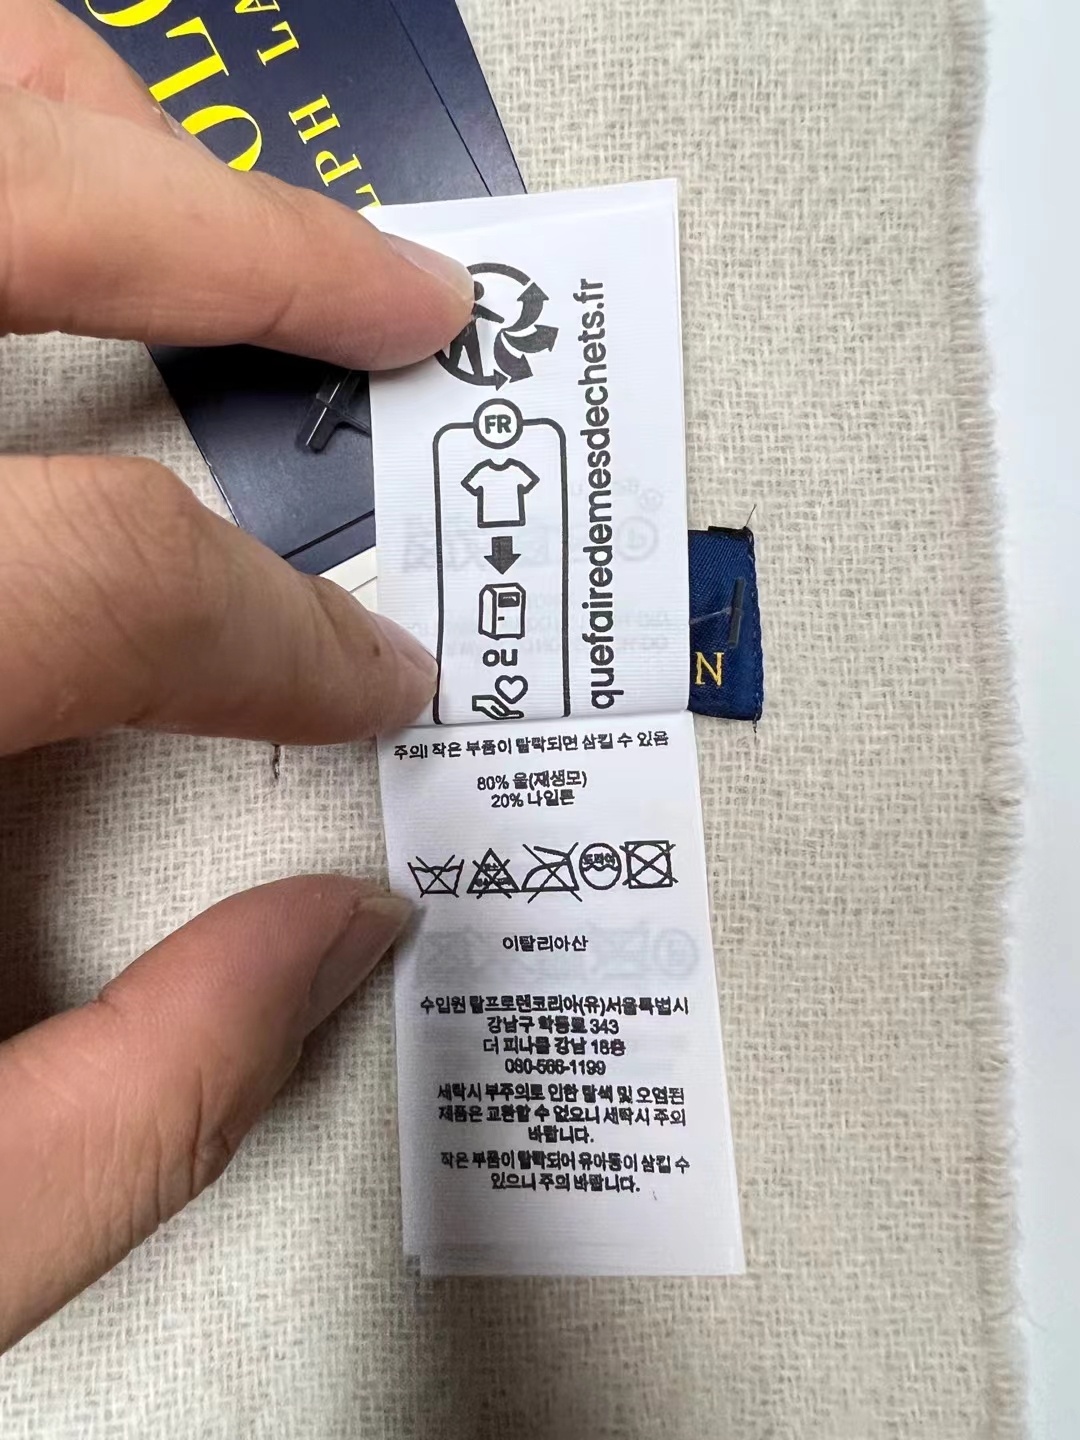 POLO
RALPH LAUREN
FR
OU
quefairedemesdechets.fr
N
주의! 작은 부품이 탈락되면 삼킬 수 있음
80% 울(재생모)
20% 나일론
드라이
이탈리아산
수입원 랄프로렌코리아(유)서울특별시
강남구 학동로 343
더 피나클 강남 18층
080-566-1199
세탁시 부주의로 인한 탈색 및 오염된
제품은 교환할 수 없으니 세탁시 주의
바랍니다.
작은 부품이 탈락되어 유아동이 삼킬 수
있으니 주의 바랍니다.